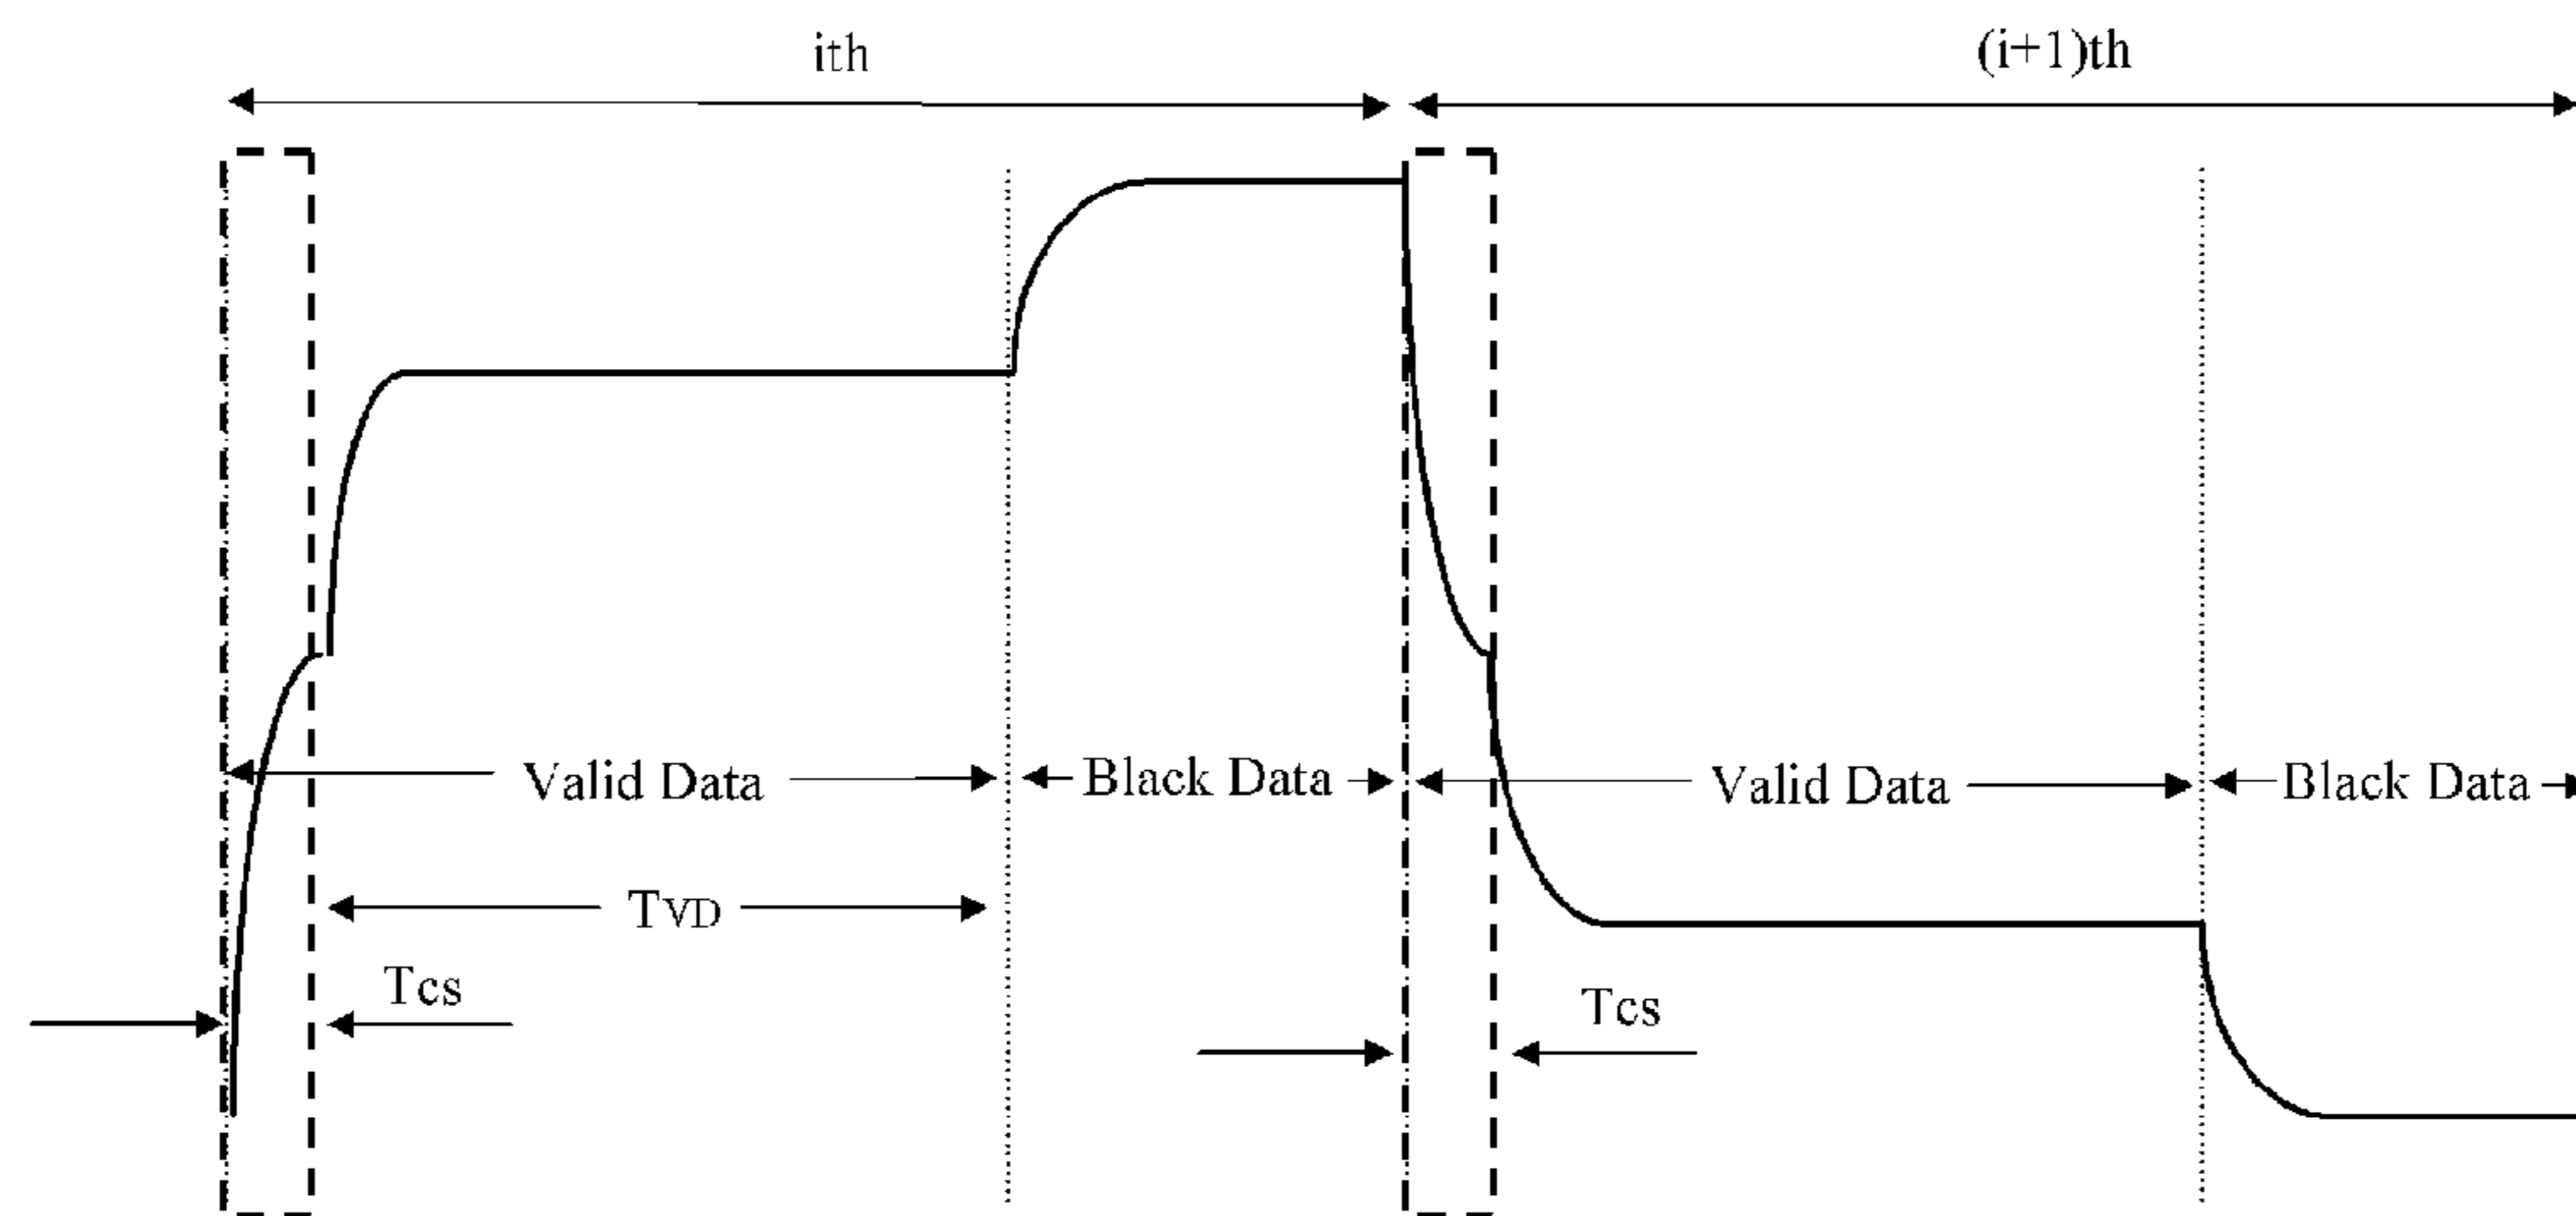 ith
(i+1)th
Valid Data
Black Data
Valid Data
Black Data
TVD
Tcs
Tcs